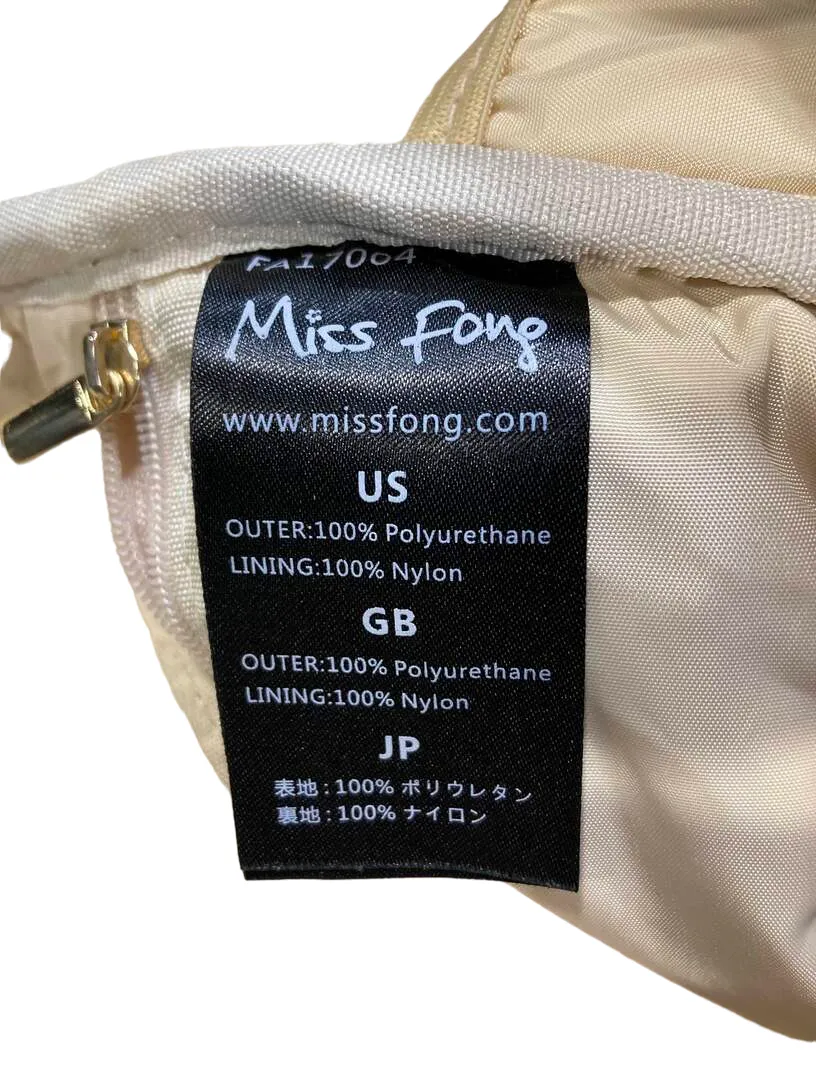 FA17064
Miss Fong
www.missfong.com
US
OUTER:100% Polyurethane
LINING:100% Nylon
GB
OUTER:100% Polyurethane
LINING:100% Nylon
JP
表地:100% ポリウレタン
裏地:100% ナイロン